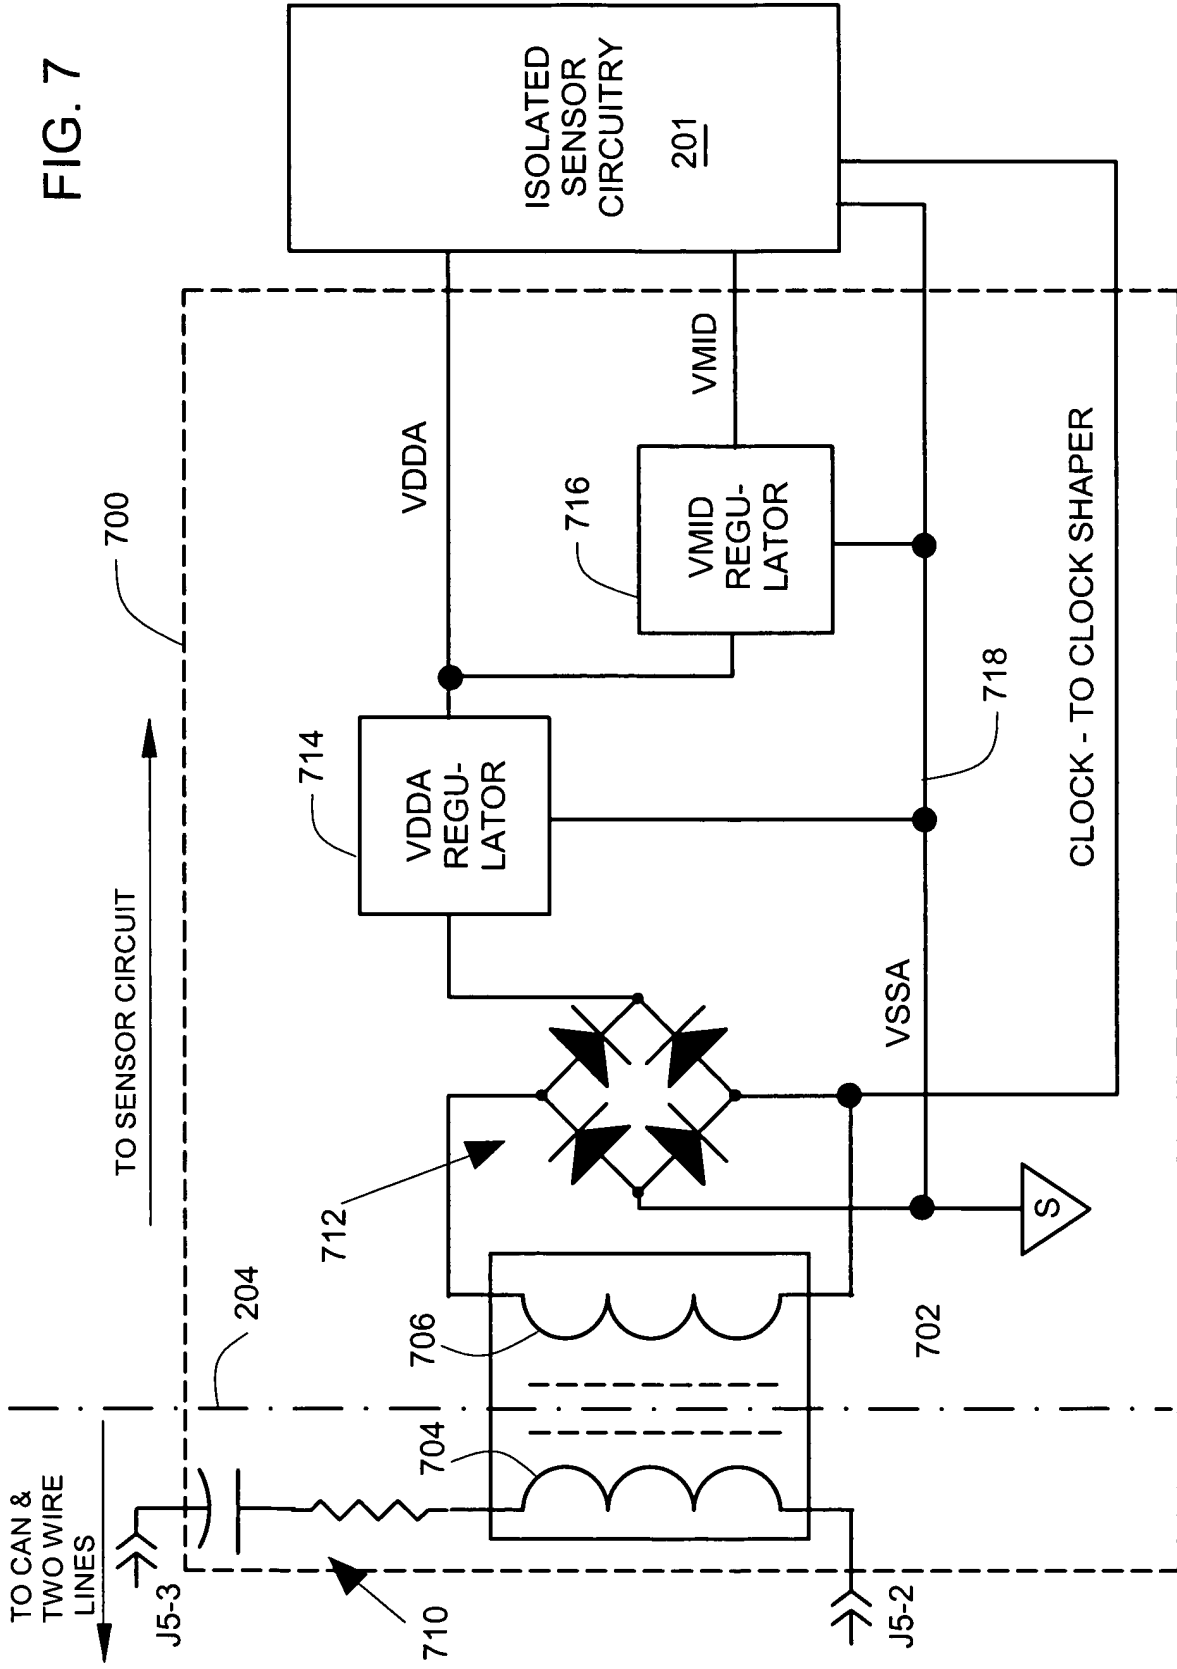 FIG. 7
TO CAN &
TWO WIRE
LINES
TO SENSOR CIRCUIT
700
204
J5-3
710
704
706
702
J5-2
712
714
VDDA
REGU-
LATOR
VDDA
716
VMID
REGU-
LATOR
VMID
ISOLATED
SENSOR
CIRCUITRY
201
VSSA
718
S
CLOCK - TO CLOCK SHAPER